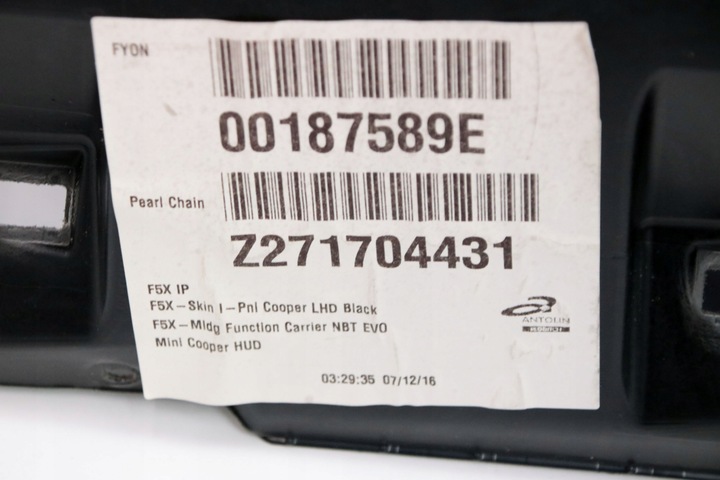 FYON
00187589E
Pearl Chain
Z271704431
F5X IP
F5X-Skin I-Pnl Cooper LHD Black
F5X-Mldg Function Carrier NBT EVO
Mini Cooper HUD
ANTOLIN
03:29:35 07/12/16